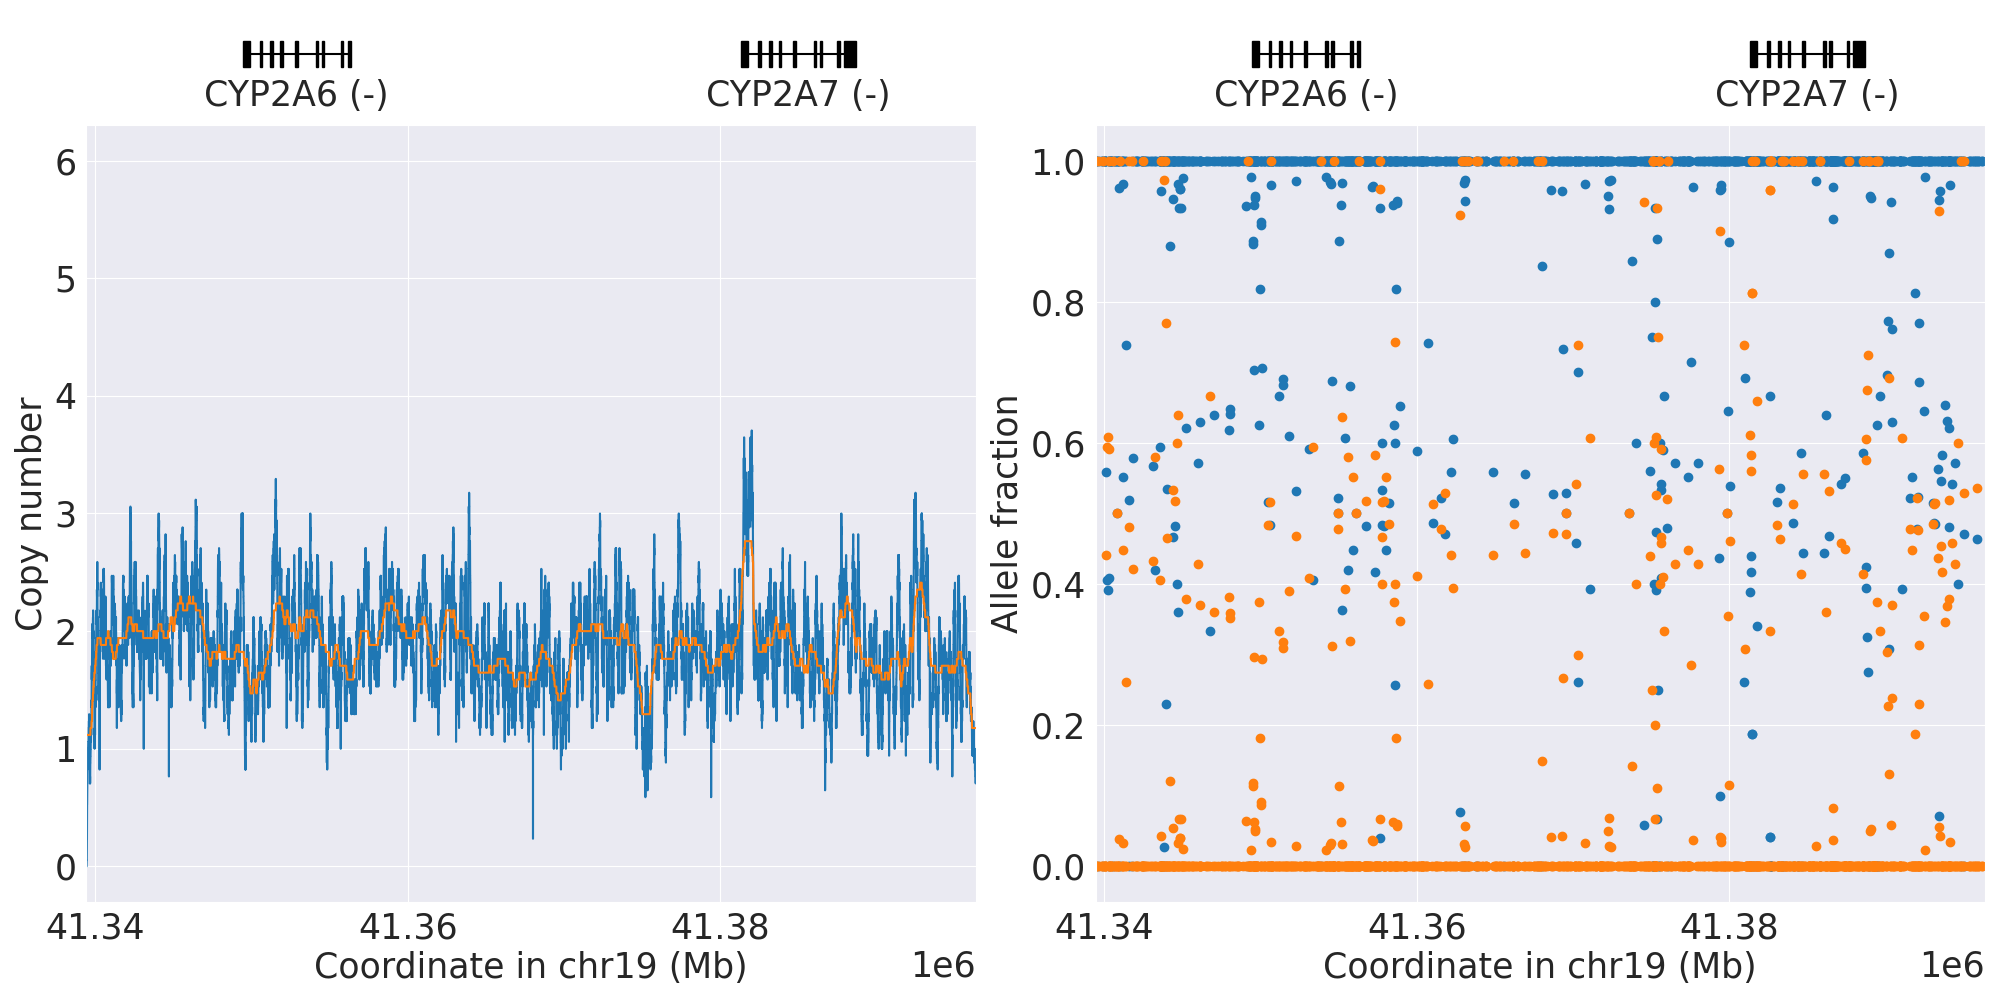 CYP2A6 (-) CYP2A7 (-)
6
5
4
3
2
1
0
Copy number
41.34 41.36 41.38
Coordinate in chr19 (Mb) 1e6
CYP2A6 (-) CYP2A7 (-)
1.0
0.8
0.6
0.4
0.2
0.0
Allele fraction
41.34 41.36 41.38
Coordinate in chr19 (Mb) 1e6